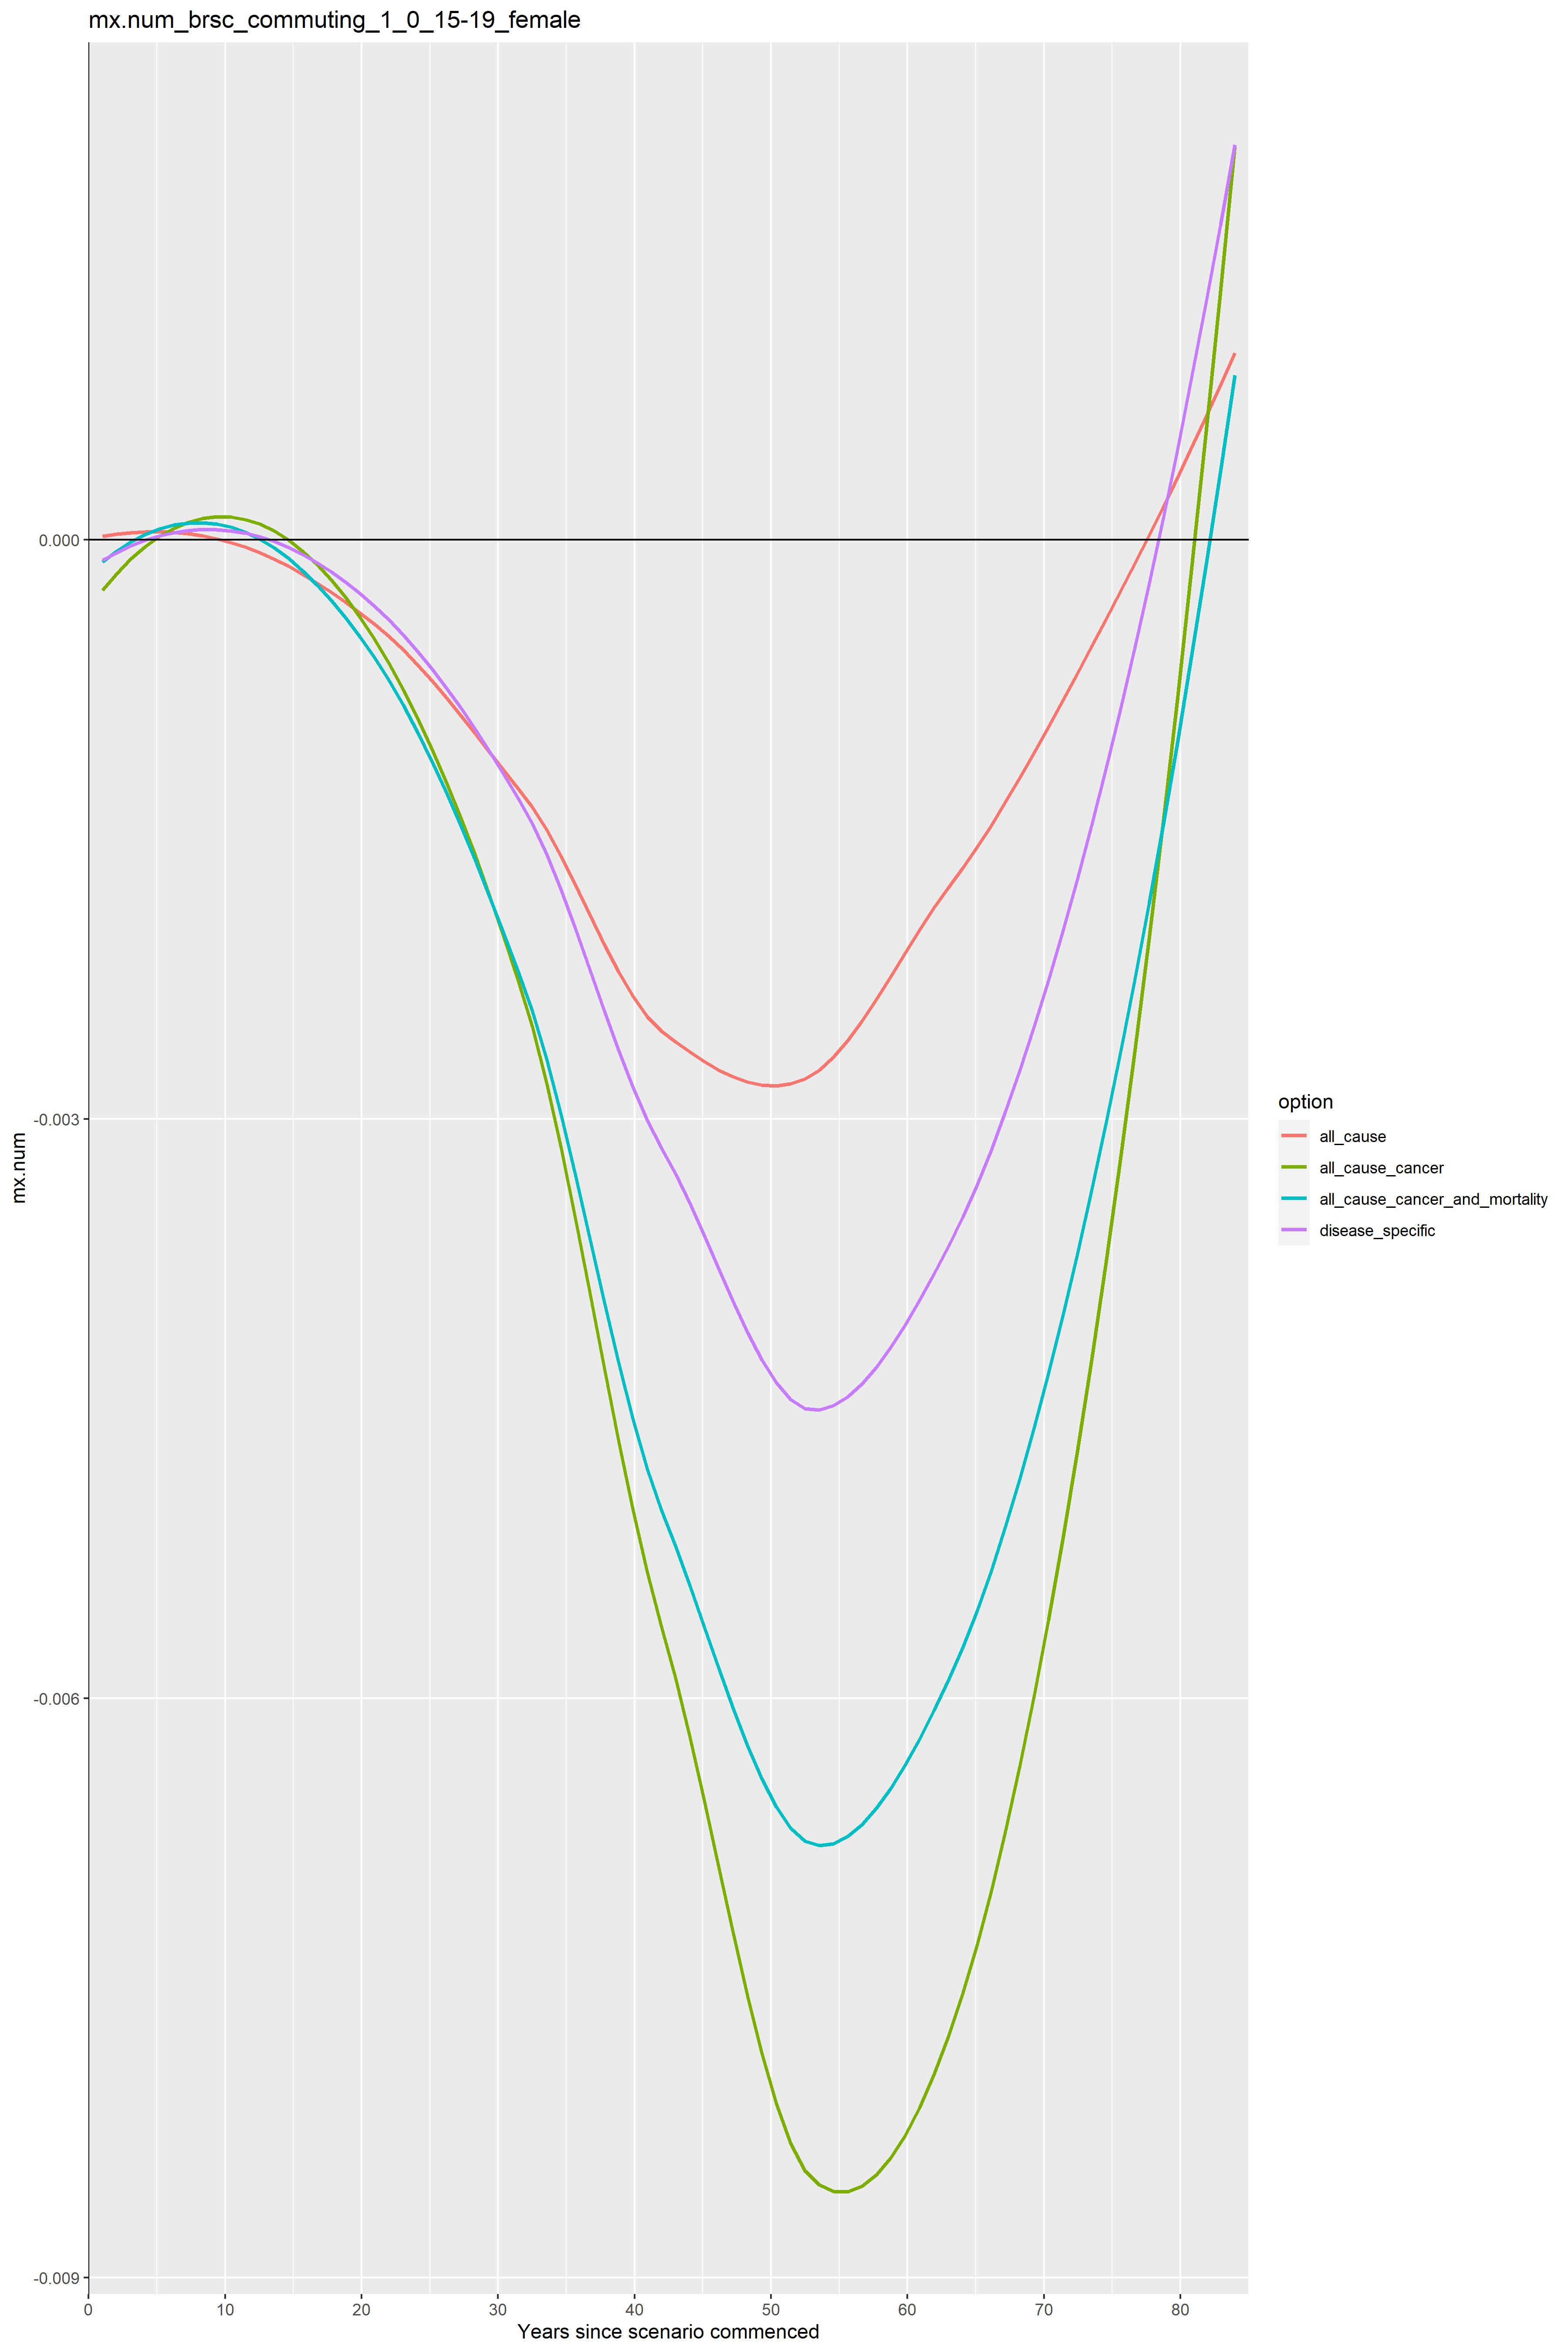 mx.num_brsc_commuting_1_0_15-19_female
0.000
-0.003
-0.006
-0.009
mx.num
0 10 20 30 40 50 60 70 80
Years since scenario commenced
option
all_cause
all_cause_cancer
all_cause_cancer_and_mortality
disease_specific